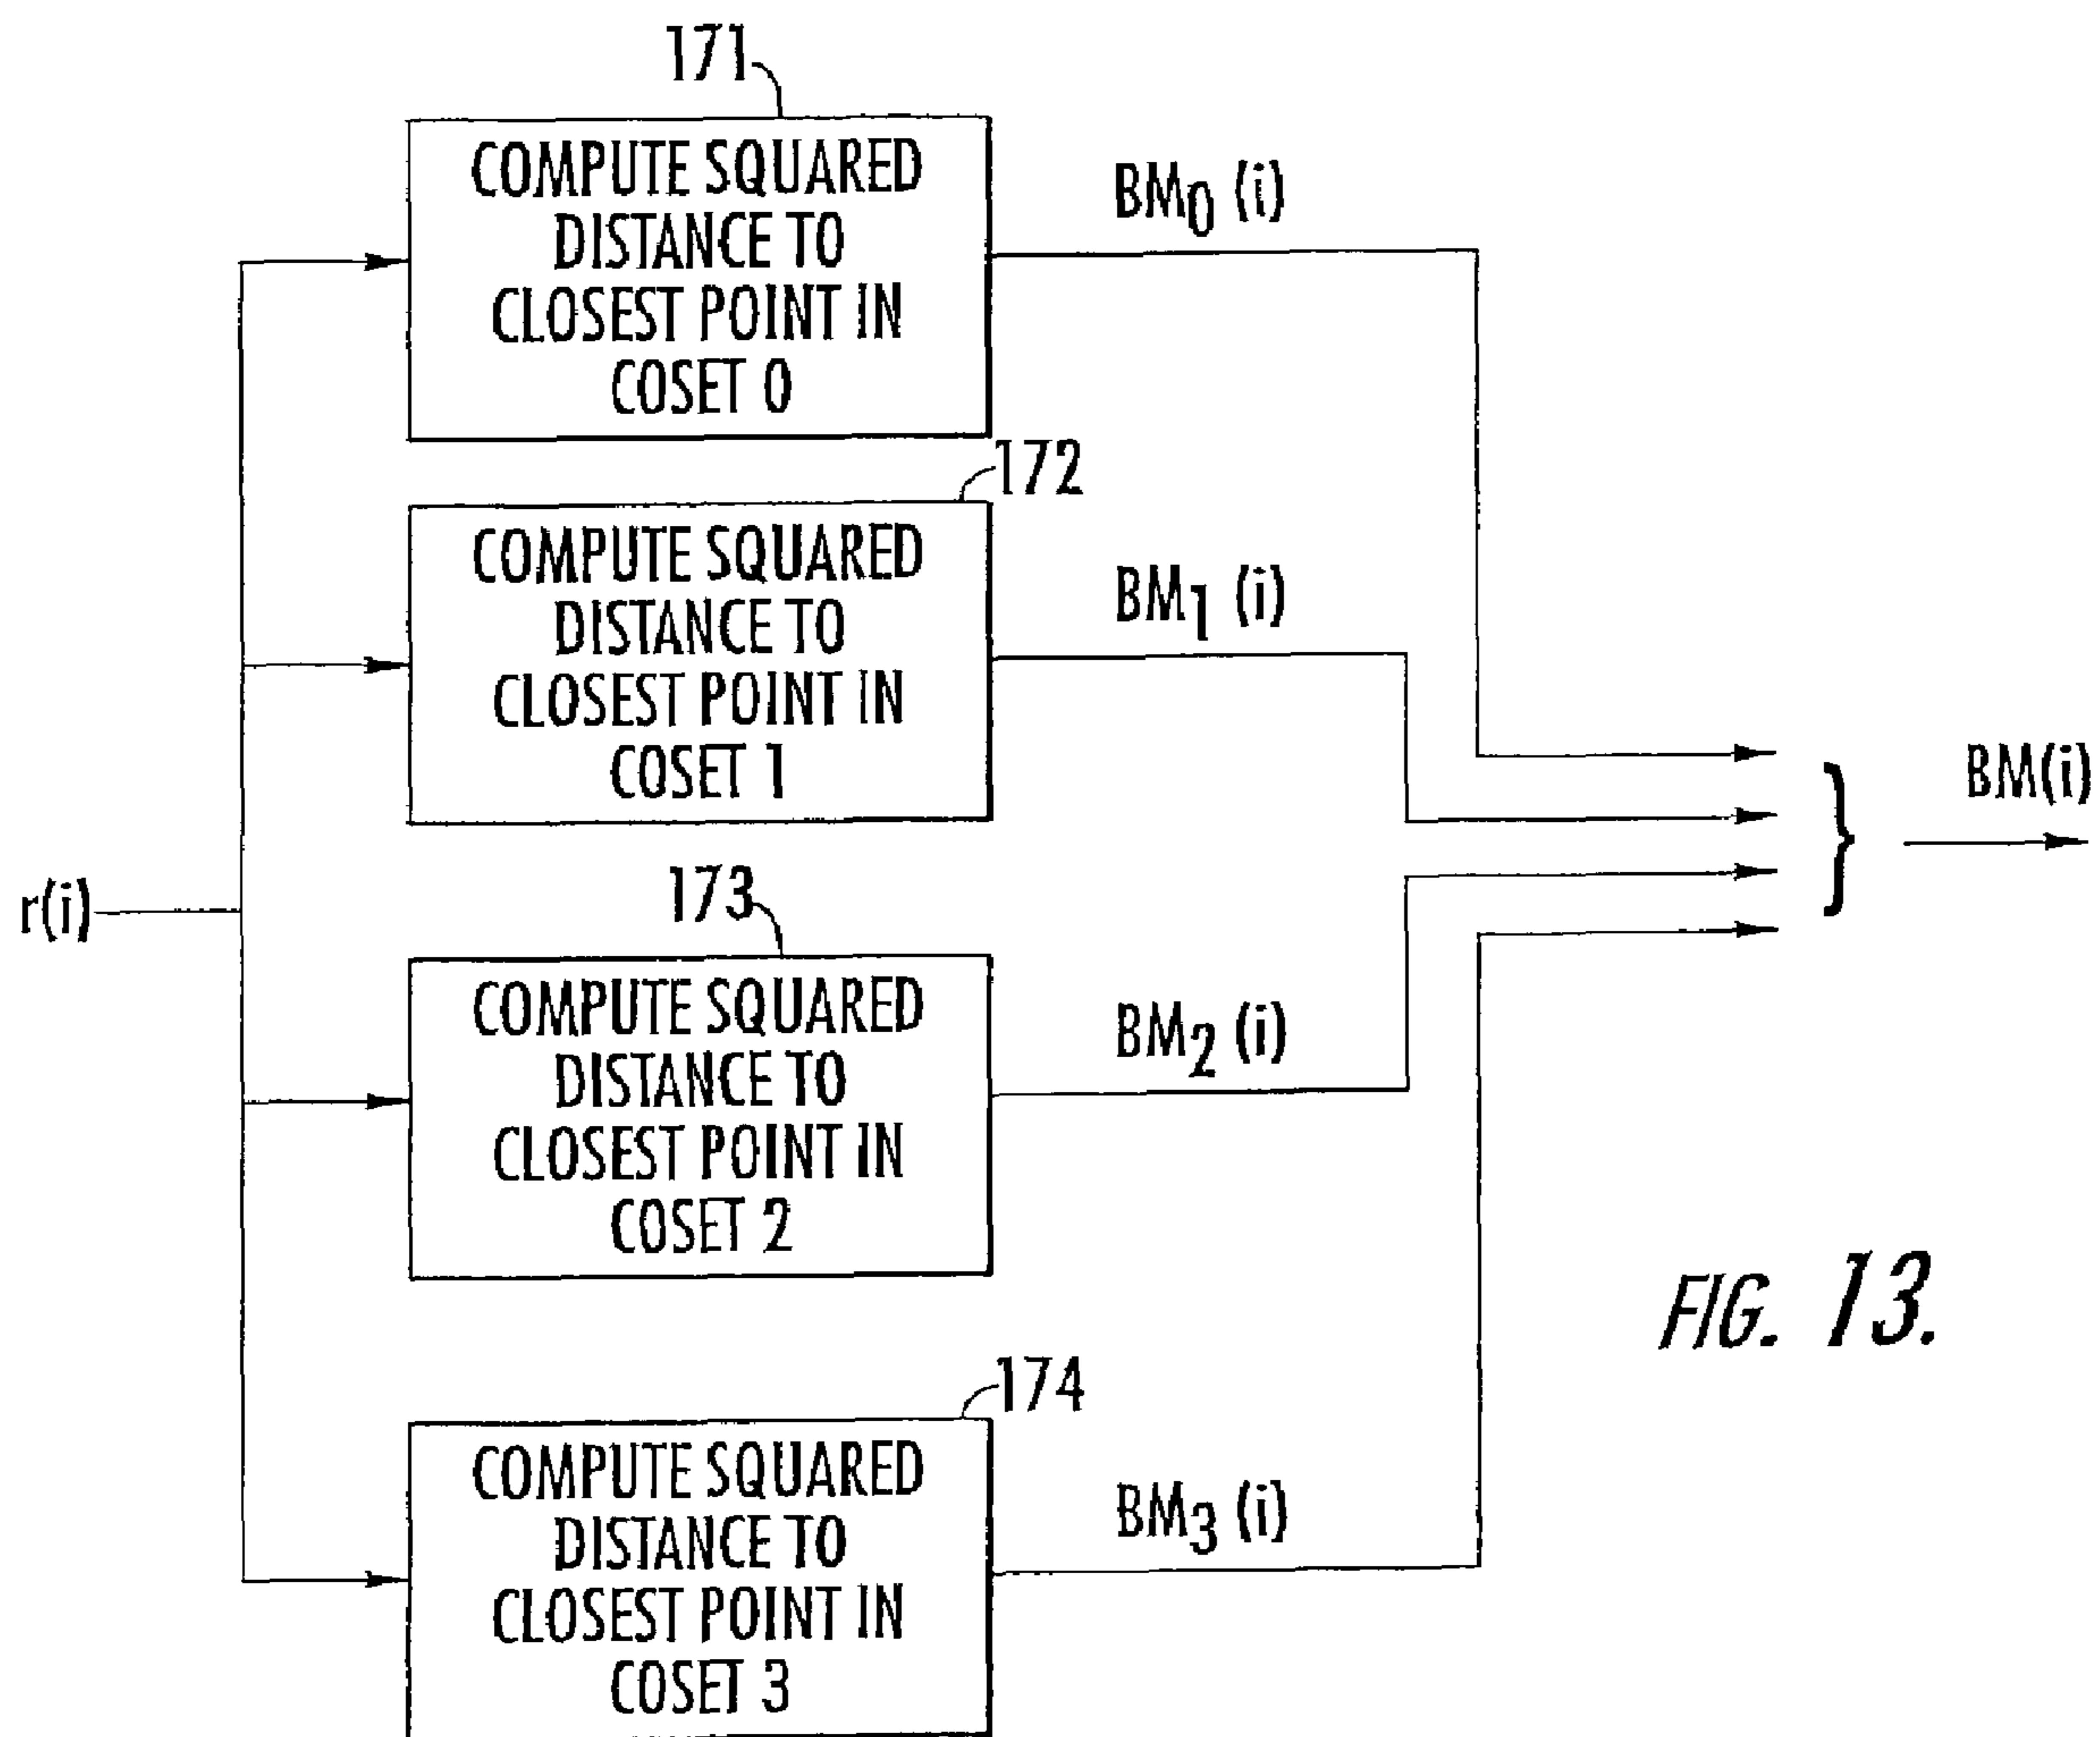 171
COMPUTE SQUARED
DISTANCE TO
CLOSEST POINT IN
COSET 0
BM0 (i)
172
COMPUTE SQUARED
DISTANCE TO
CLOSEST POINT IN
COSET 1
BM1 (i)
BM(i)
r(i)
173
COMPUTE SQUARED
DISTANCE TO
CLOSEST POINT IN
COSET 2
BM2 (i)
FIG. 13.
174
COMPUTE SQUARED
DISTANCE TO
CLOSEST POINT IN
COSET 3
BM3 (i)